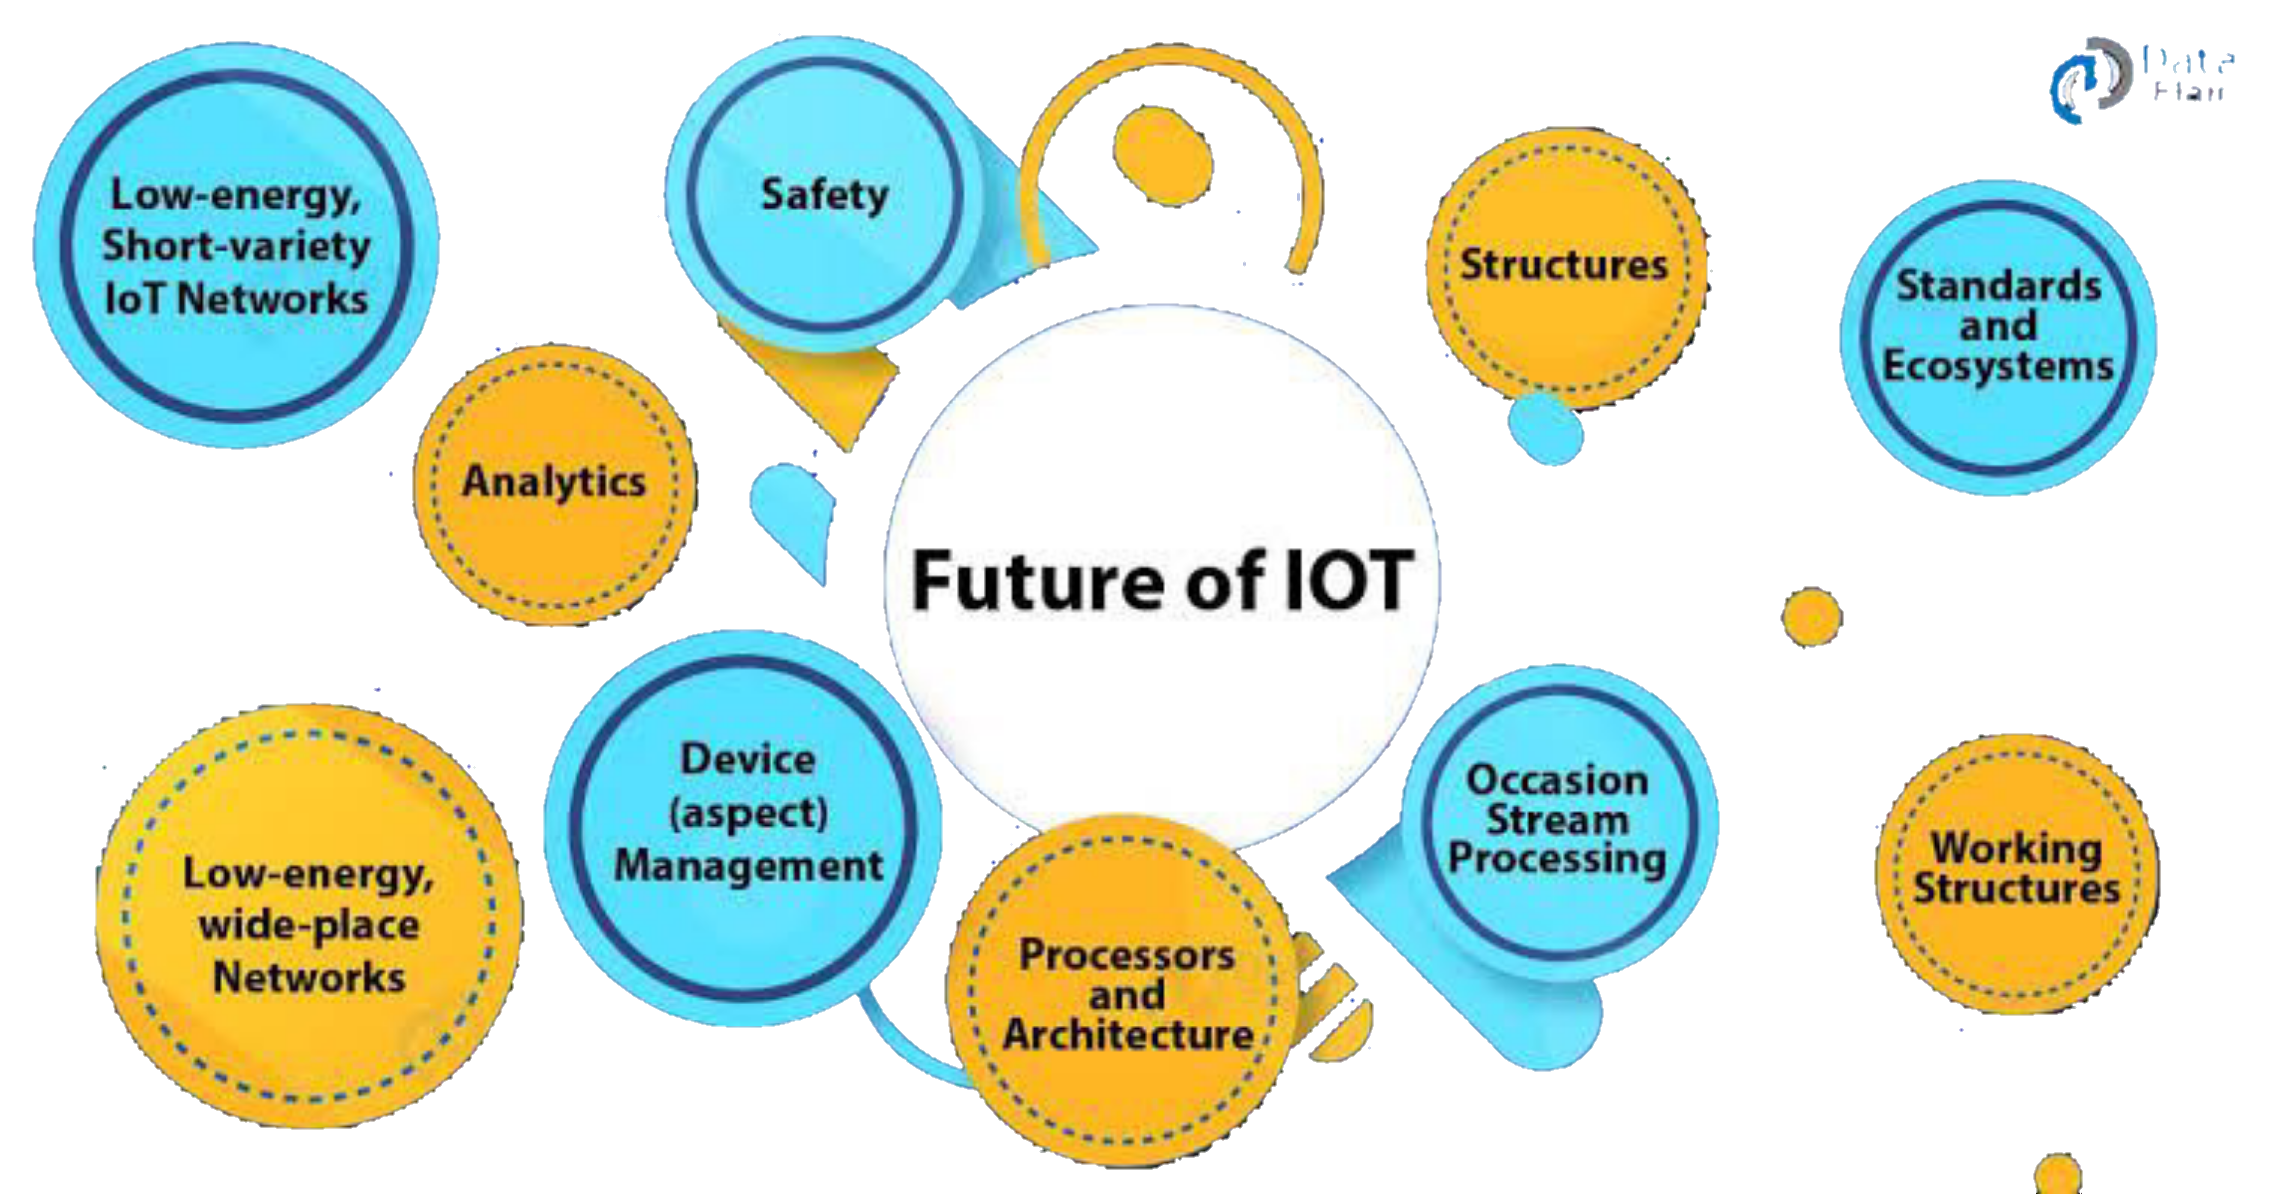 Low-energy,
Short-variety
IoT Networks
Safety
Structures
Standards
and
Ecosystems
Analytics
Future of IOT
Low-energy,
wide-place
Networks
Device
(aspect)
Management
Processors
and
Architecture
Occasion
Stream
Processing
Working
Structures